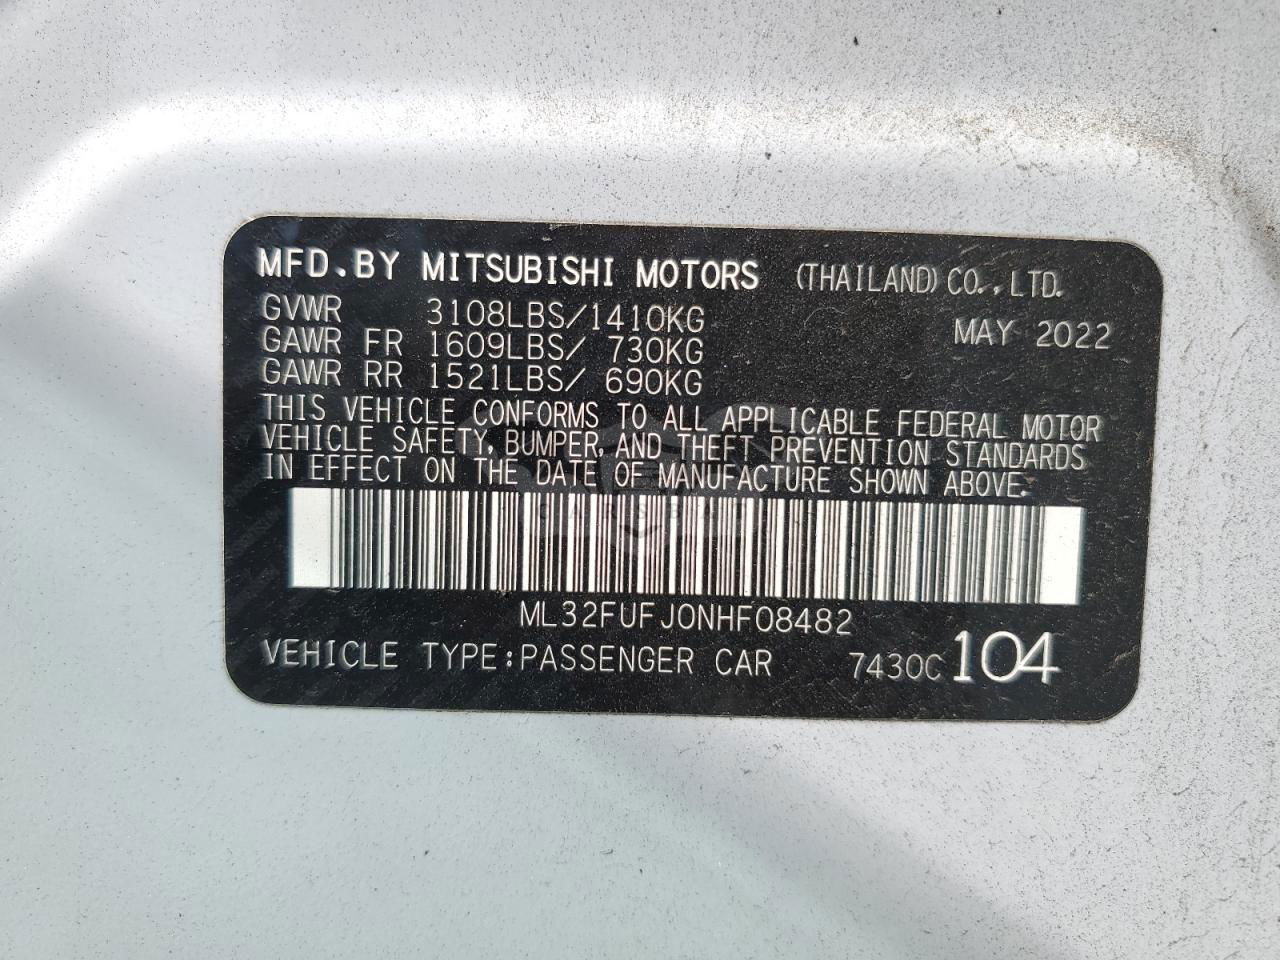 MFD.BY MITSUBISHI MOTORS (THAILAND) CO.,LTD.
GVWR 3108LBS/1410KG MAY 2022
GAWR FR 1609LBS/ 730KG
GAWR RR 1521LBS/ 690KG
THIS VEHICLE CONFORMS TO ALL APPLICABLE FEDERAL MOTOR
VEHICLE SAFETY, BUMPER, AND THEFT PREVENTION STANDARDS
IN EFFECT ON THE DATE OF MANUFACTURE SHOWN ABOVE.
ML32FUFJ0NHF08482
VEHICLE TYPE:PASSENGER CAR 7430C 104